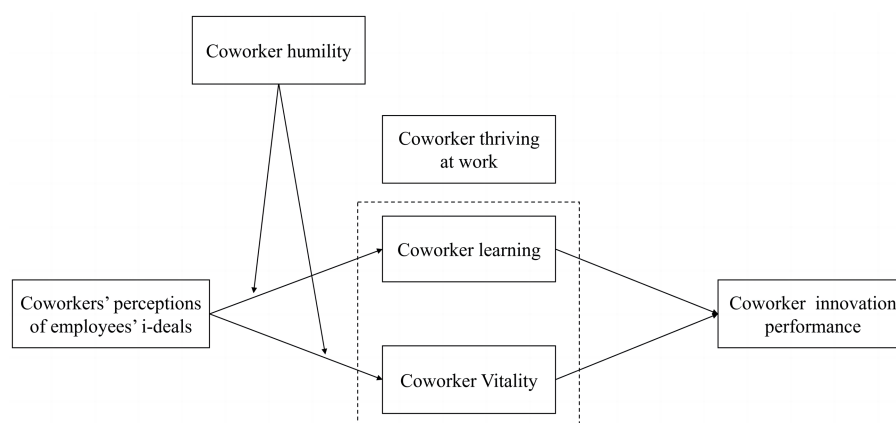 Coworker humility
Coworker thriving
at work
Coworker learning
Coworkers’ perceptions
of employees’ i-deals
Coworker innovation
performance
Coworker Vitality